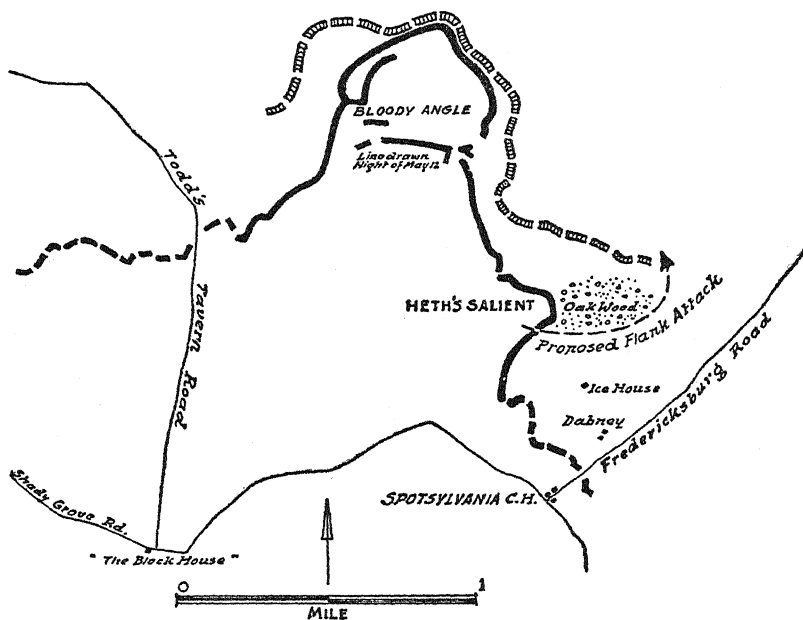 BLOODY ANGLE
Line drawn
Night of May 12
Todd's
Tavern Road
HETH'S SALIENT
Oak Wood
Proposed Flank Attack
Ice House
Dabney
Fredericksburg Road
SPOTSYLVANIA C.H.
Shady Grove Rd.
"The Block House"
0 1
MILE